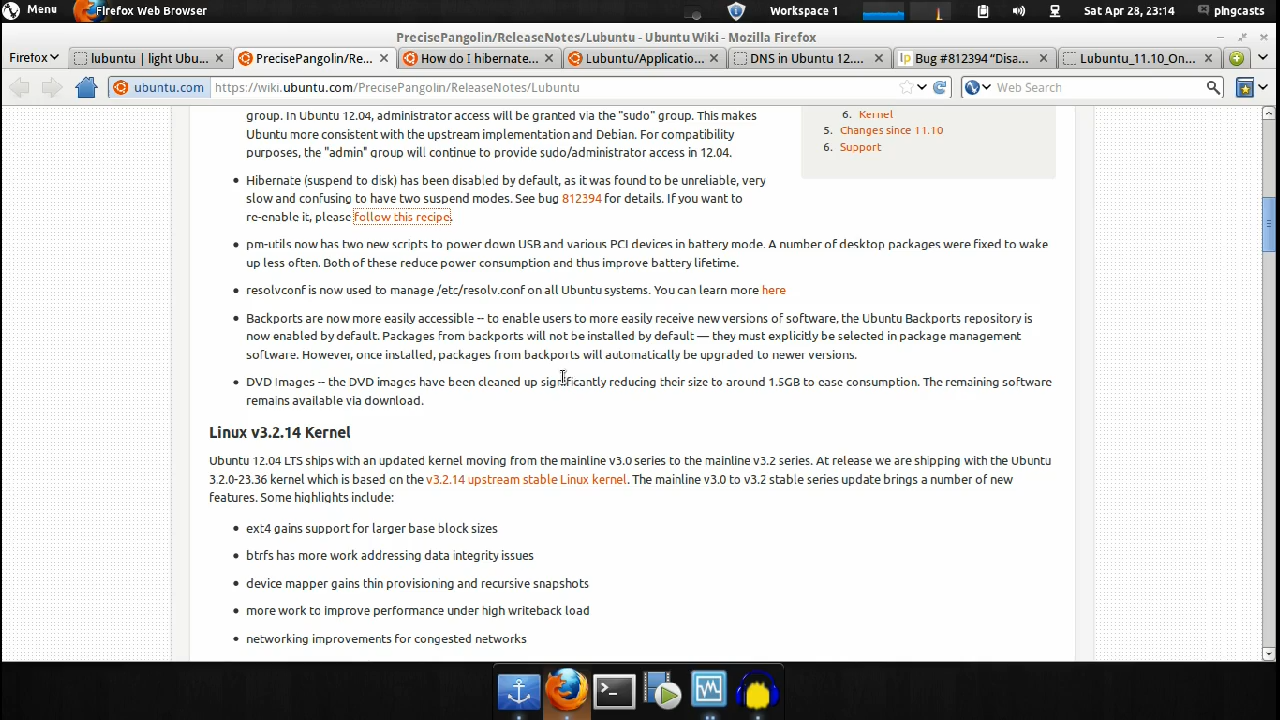 Menu
Firefox Web Browser
Workspace 1
Sat Apr 28, 23:14
pingcasts
PrecisePangolin/ReleaseNotes/Lubuntu - Ubuntu Wiki - Mozilla Firefox
Firefox
lubuntu | light Ubu...
PrecisePangolin/Re...
How do I hibernate...
Lubuntu/Applicatio...
DNS in Ubuntu 12....
Bug #812394 "Disa...
Lubuntu_11.10_On...
ubuntu.com
https://wiki.ubuntu.com/PrecisePangolin/ReleaseNotes/Lubuntu
Web Search
group. In Ubuntu 12.04, administrator access will be granted via the "sudo" group. This makes
Ubuntu more consistent with the upstream implementation and Debian. For compatibility
purposes, the "admin" group will continue to provide sudo/administrator access in 12.04.
6. Kernel
5. Changes since 11.10
6. Support
Hibernate (suspend to disk) has been disabled by default, as it was found to be unreliable, very
slow and confusing to have two suspend modes. See bug 812394 for details. If you want to
re-enable it, please follow this recipe.
pm-utils now has two new scripts to power down USB and various PCI devices in battery mode. A number of desktop packages were fixed to wake
up less often. Both of these reduce power consumption and thus improve battery lifetime.
resolvconf is now used to manage /etc/resolv.conf on all Ubuntu systems. You can learn more here
Backports are now more easily accessible -- to enable users to more easily receive new versions of software, the Ubuntu Backports repository is
now enabled by default. Packages from backports will not be installed by default — they must explicitly be selected in package management
software. However, once installed, packages from backports will automatically be upgraded to newer versions.
DVD Images -- the DVD images have been cleaned up significantly reducing their size to around 1.5GB to ease consumption. The remaining software
remains available via download.
Linux v3.2.14 Kernel
Ubuntu 12.04 LTS ships with an updated kernel moving from the mainline v3.0 series to the mainline v3.2 series. At release we are shipping with the Ubuntu
3.2.0-23.36 kernel which is based on the v3.2.14 upstream stable Linux kernel. The mainline v3.0 to v3.2 stable series update brings a number of new
features. Some highlights include:
ext4 gains support for larger base block sizes
btrfs has more work addressing data integrity issues
device mapper gains thin provisioning and recursive snapshots
more work to improve performance under high writeback load
networking improvements for congested networks